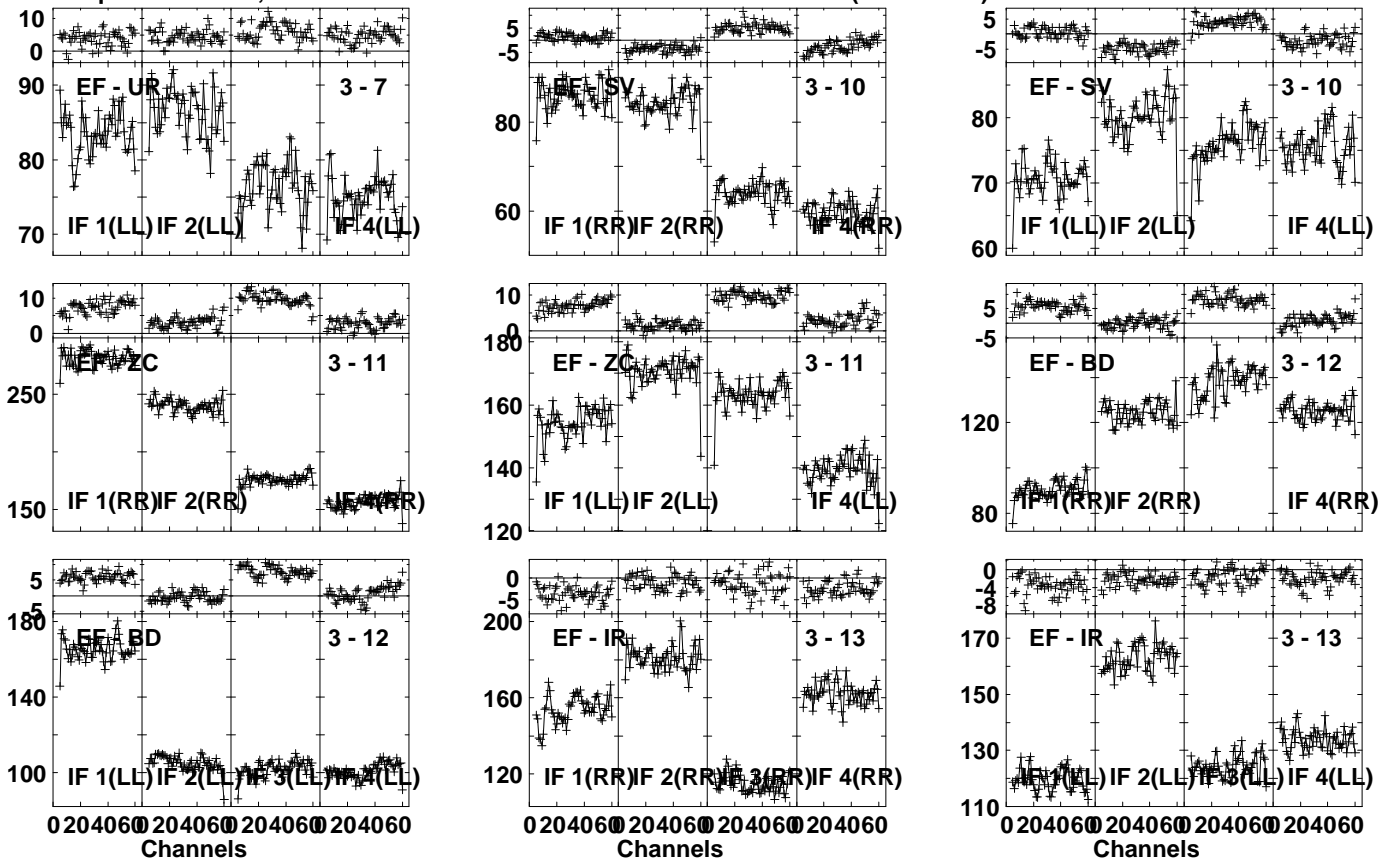 10 5 5
0 -5 -5
90 EF - UR 3 - 7 EF - SV 3 - 10 EF - SV 3 - 10
80 80 80
70 60 70
60
IF 1(LL) IF 2(LL) IF 4(LL) IF 1(RR) IF 2(RR) IF 4(RR) IF 1(LL) IF 2(LL) IF 4(LL)
10 10 5
0 0 -5
EF - ZC 3 - 11 EF - ZC 3 - 11 EF - BD 3 - 12
250 180 120
150 160 80
140
120
IF 1(RR) IF 2(RR) IF 4(RR) IF 1(LL) IF 2(LL) IF 4(LL) IF 1(RR) IF 2(RR) IF 4(RR)
5 0 0
-5 -5 -4
-8
180 EF - BD 3 - 12 200 EF - IR 3 - 13 170 EF - IR 3 - 13
140 160 150
100 120 130
110
IF 1(LL) IF 2(LL) IF 3(LL) IF 4(LL) IF 1(RR) IF 2(RR) IF 3(RR) IF 4(RR) IF 1(LL) IF 2(LL) IF 3(LL) IF 4(LL)
0 204060 0 204060 0 204060 0 204060 0 204060 0 204060 0 204060 0 204060 0 204060 0 204060 0 204060 0 204060
Channels Channels Channels